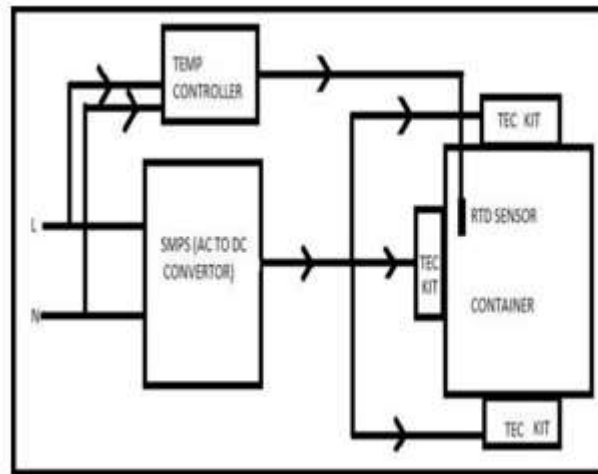 TEMP
CONTROLLER
TEC KIT
L
SMPS (AC TO DC
CONVERTOR)
RTD SENSOR
TEC
KIT
CONTAINER
N
TEC KIT